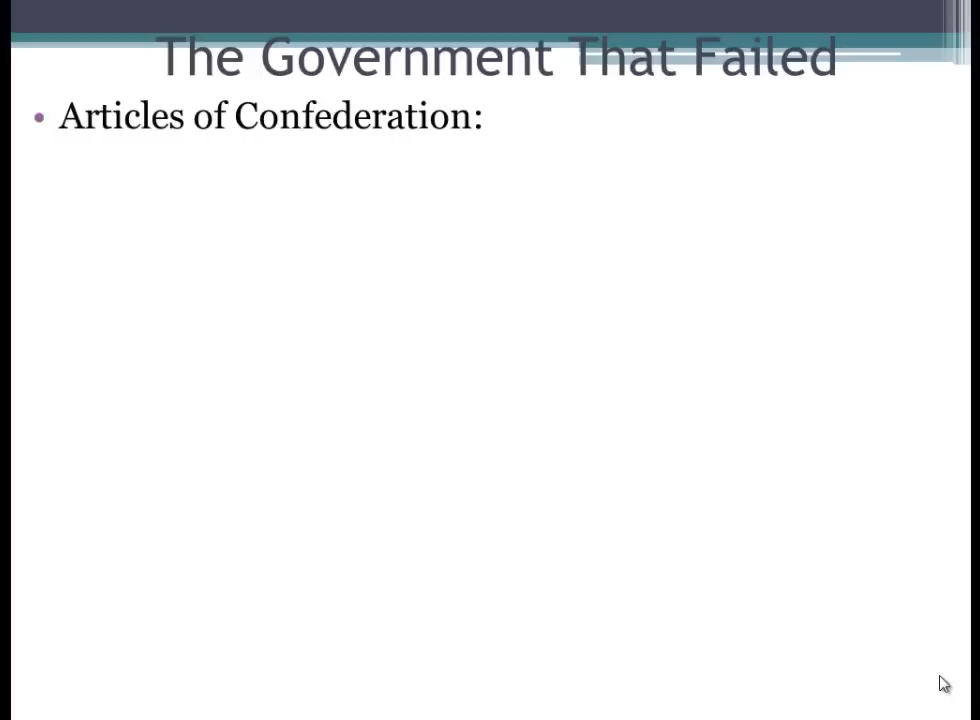 The Government That Failed
• Articles of Confederation: